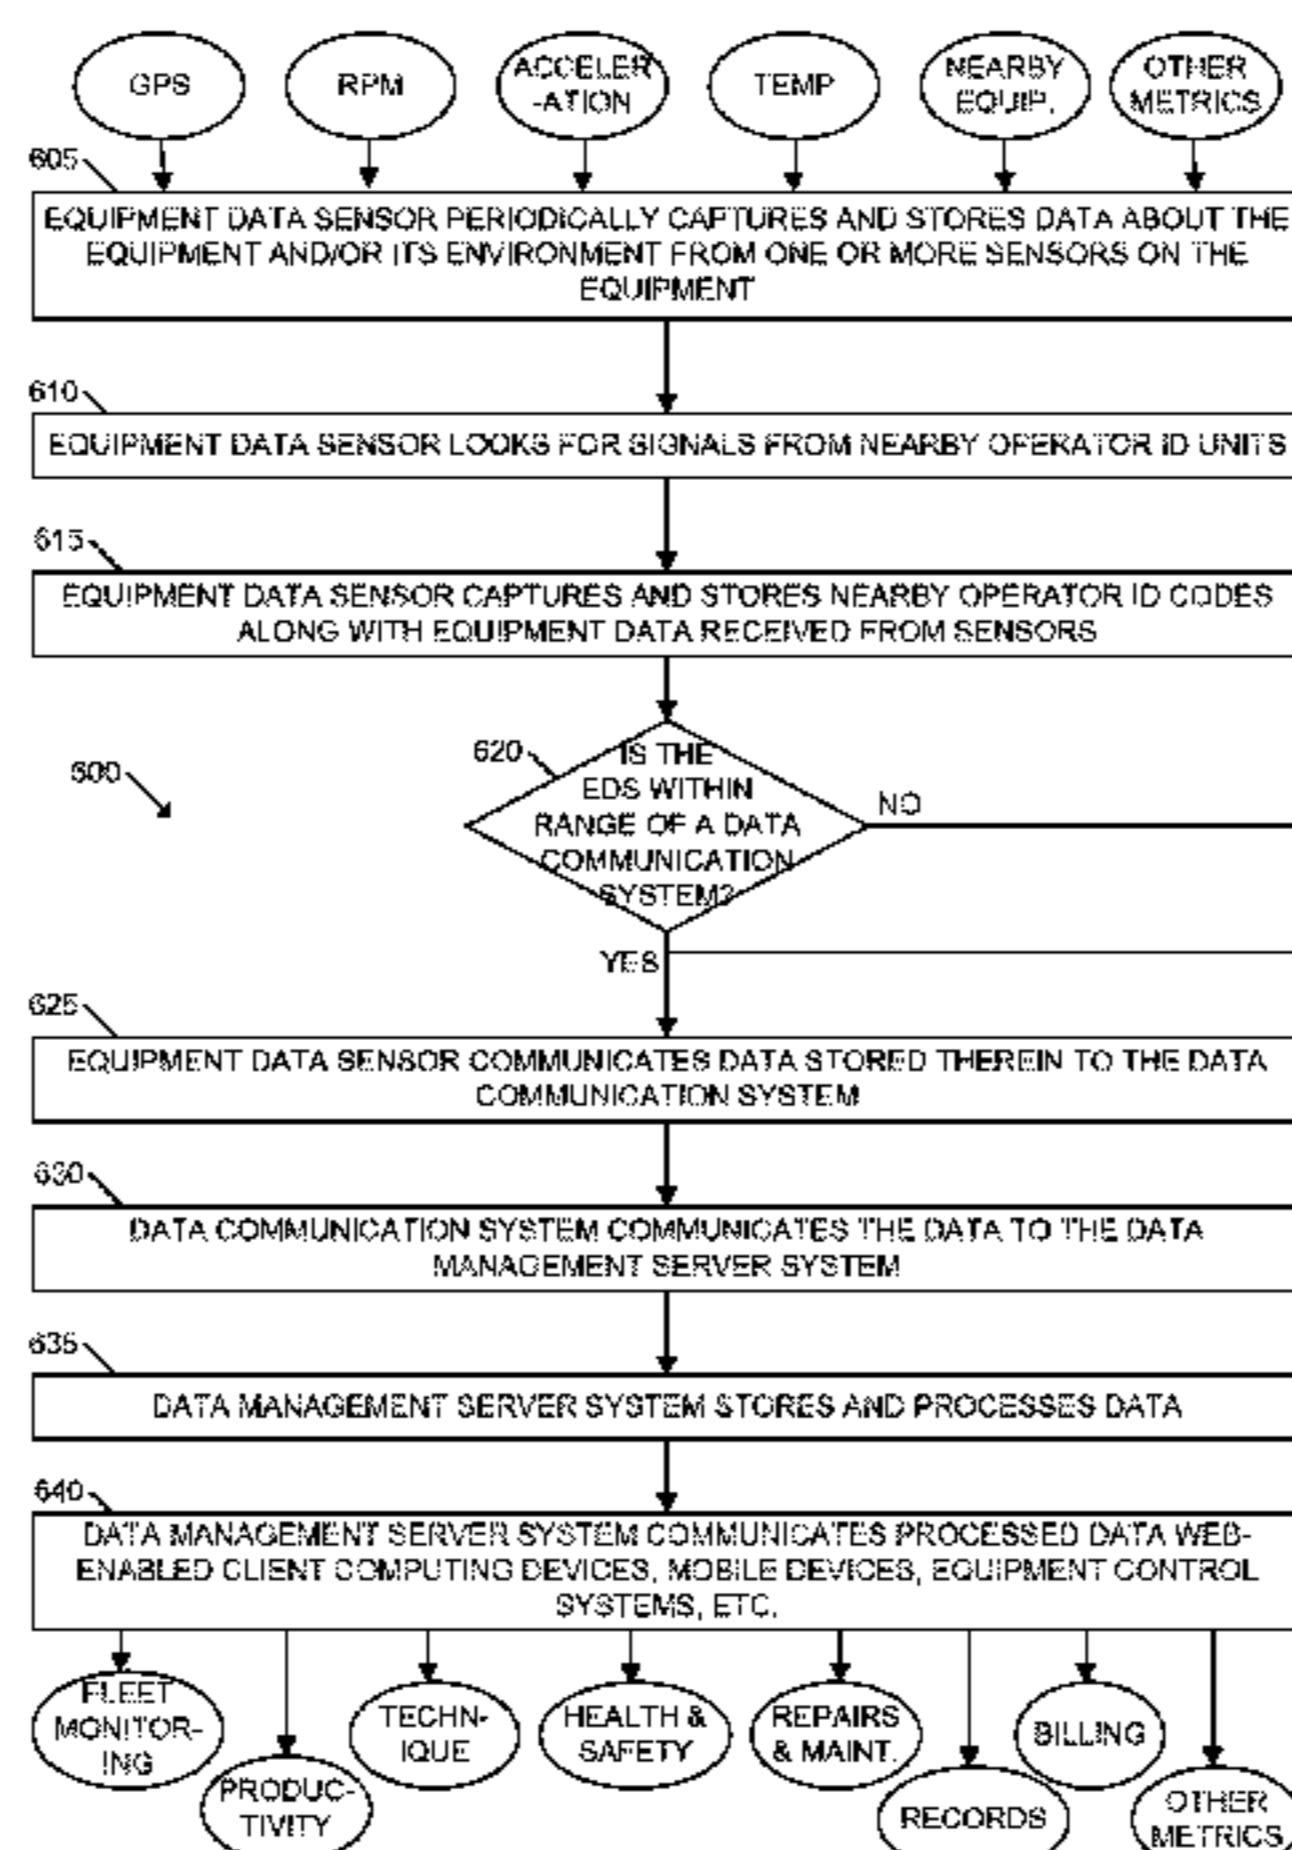 GPS
RPM
ACCELER
-ATION
TEMP
NEARBY
EQUIP.
OTHER
METRICS
605
EQUIPMENT DATA SENSOR PERIODICALLY CAPTURES AND STORES DATA ABOUT THE
EQUIPMENT AND/OR ITS ENVIRONMENT FROM ONE OR MORE SENSORS ON THE
EQUIPMENT
610
EQUIPMENT DATA SENSOR LOOKS FOR SIGNALS FROM NEARBY OPERATOR ID UNITS
615
EQUIPMENT DATA SENSOR CAPTURES AND STORES NEARBY OPERATOR ID CODES
ALONG WITH EQUIPMENT DATA RECEIVED FROM SENSORS
600
620
IS THE
EDS WITHIN
RANGE OF A DATA
COMMUNICATION
SYSTEM?
NO
YES
625
EQUIPMENT DATA SENSOR COMMUNICATES DATA STORED THEREIN TO THE DATA
COMMUNICATION SYSTEM
630
DATA COMMUNICATION SYSTEM COMMUNICATES THE DATA TO THE DATA
MANAGEMENT SERVER SYSTEM
635
DATA MANAGEMENT SERVER SYSTEM STORES AND PROCESSES DATA
640
DATA MANAGEMENT SERVER SYSTEM COMMUNICATES PROCESSED DATA WEB-
ENABLED CLIENT COMPUTING DEVICES, MOBILE DEVICES, EQUIPMENT CONTROL
SYSTEMS, ETC.
FLEET
MONITOR-
ING
PRODUC-
TIVITY
TECHN-
IQUE
HEALTH &
SAFETY
REPAIRS
& MAINT.
RECORDS
BILLING
OTHER
METRICS